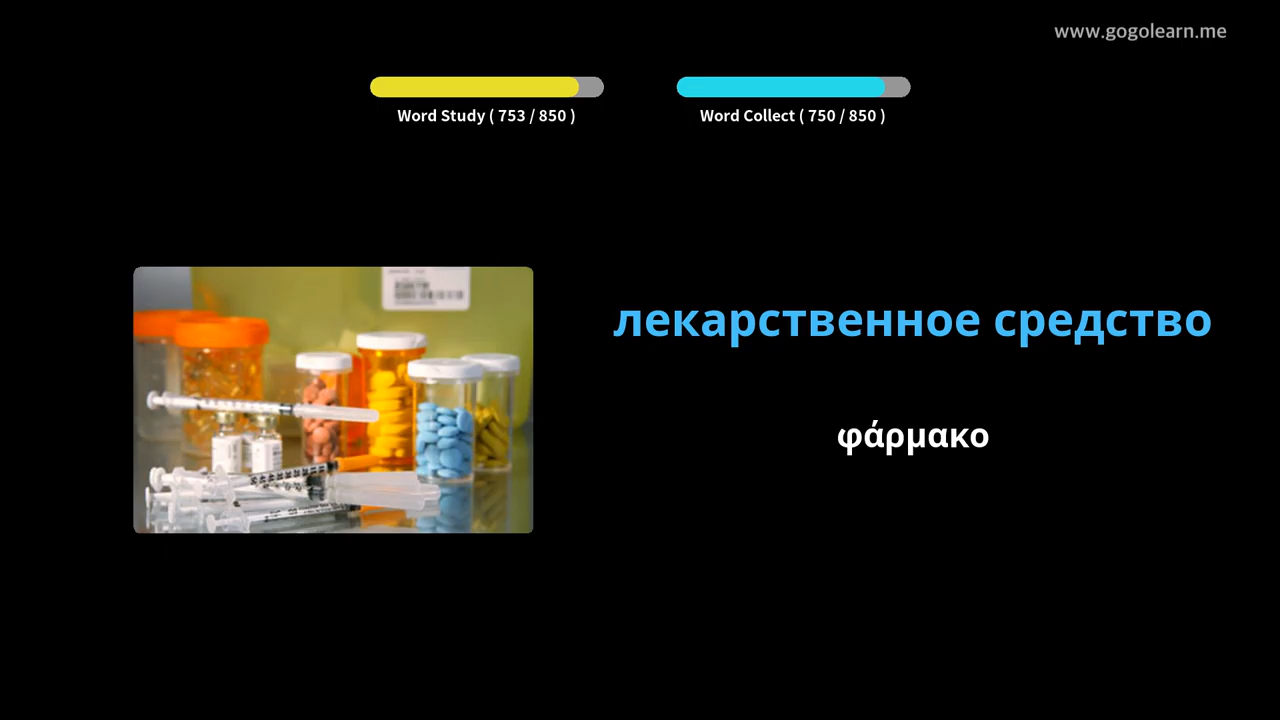 www.gogolearn.me
Word Study ( 753 / 850 )
Word Collect ( 750 / 850 )
лекарственное средство
φάρμακο